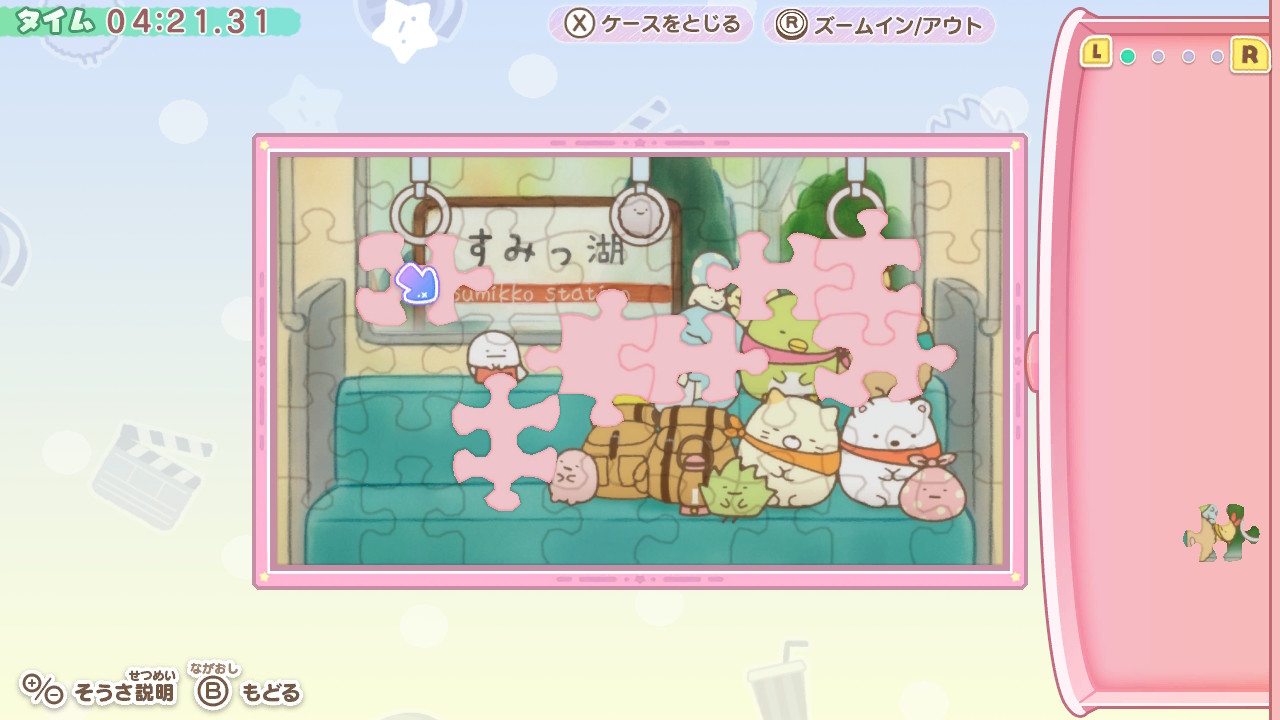 タイム 04:21.31
Ⓧ ケースをとじる
Ⓡ ズームイン/アウト
L
R
すみっ湖
sumikko stati
⊕/⊖ そうさ説明
せつめい
ながおし
Ⓑ もどる